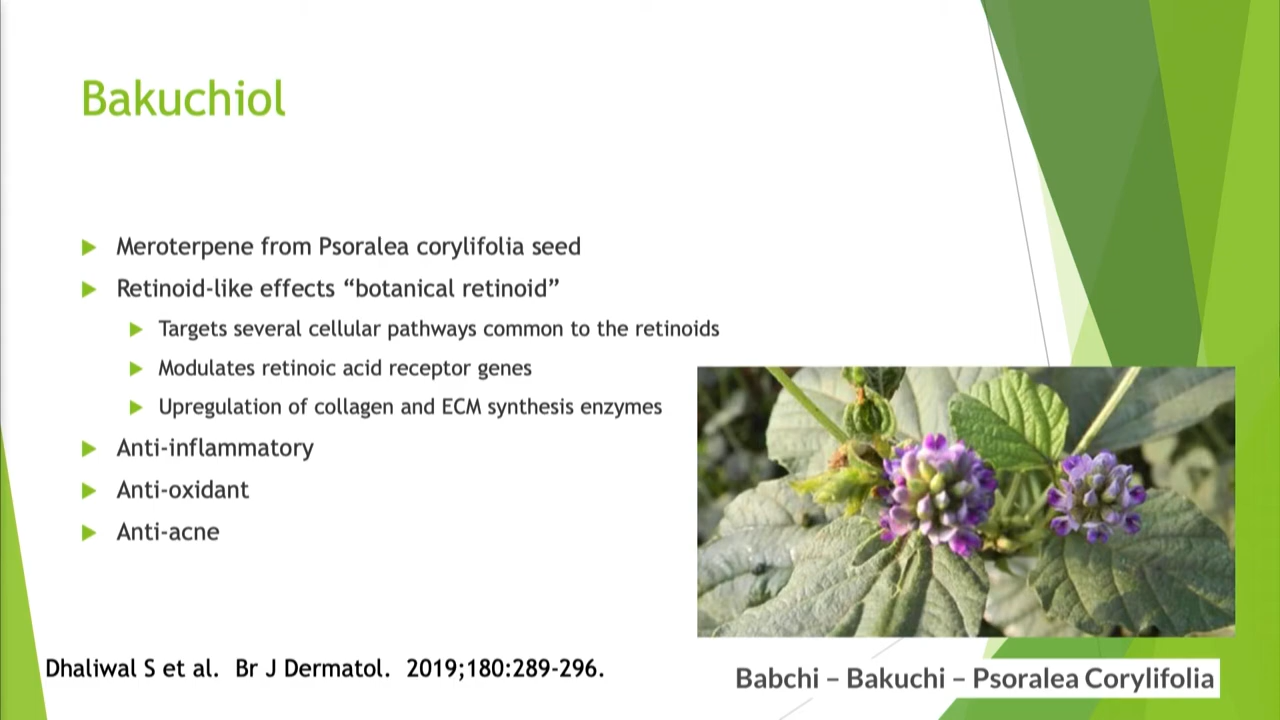 Bakuchiol
Meroterpene from Psoralea corylifolia seed
Retinoid-like effects “botanical retinoid”
Targets several cellular pathways common to the retinoids
Modulates retinoic acid receptor genes
Upregulation of collagen and ECM synthesis enzymes
Anti-inflammatory
Anti-oxidant
Anti-acne
Dhaliwal S et al.  Br J Dermatol.  2019;180:289-296.
Babchi – Bakuchi – Psoralea Corylifolia